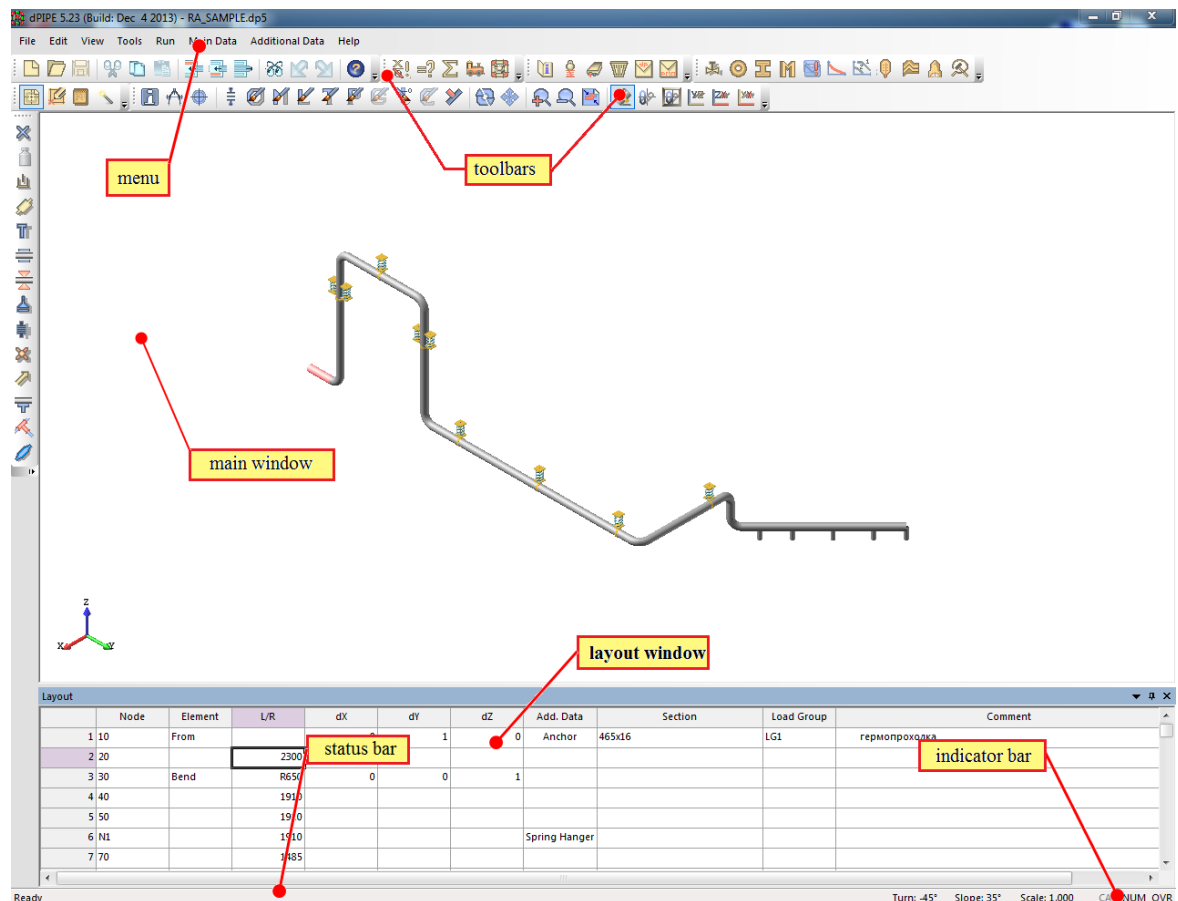 dPIPE 5.23 (Build: Dec 4 2013) - RA_SAMPLE.dp5
File Edit View Tools Run Main Data Additional Data Help
toolbars
menu
main window
Z
X Y
layout window
Layout
Node Element L/R dX dY dZ Add. Data Section Load Group Comment
1 10 From 0 1 0 Anchor 465x16 LG1 гермопроходка
status bar
indicator bar
2 20 2300
3 30 Bend R650 0 0 1
4 40 1910
5 50 1910
6 N1 1910 Spring Hanger
7 70 1485
Ready Turn: -45° Slope: 35° Scale: 1.000 NUM OVR